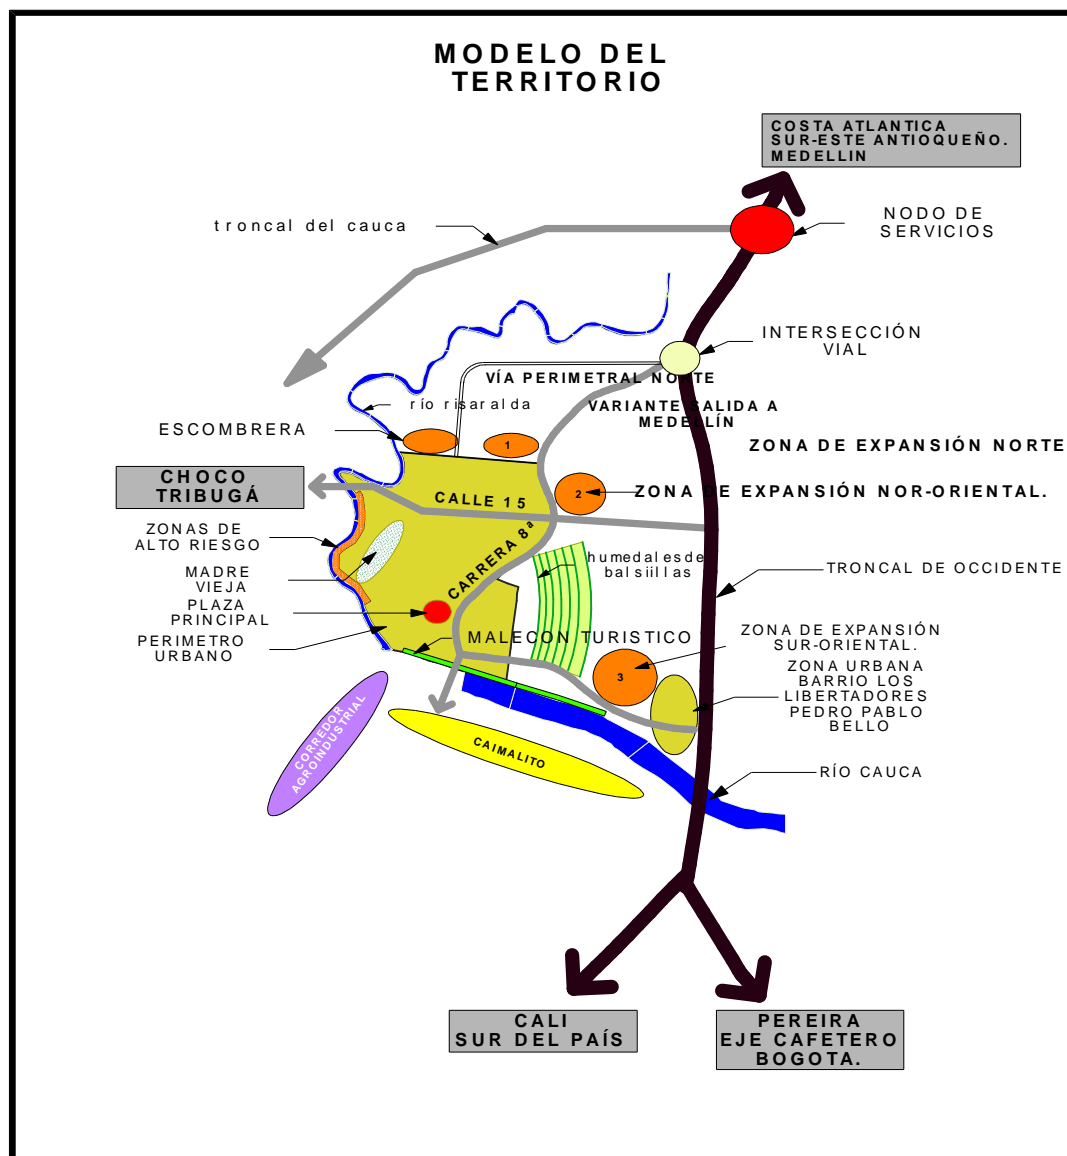 MODELO DEL
TERRITORIO
COSTA ATLANTICA
SUR-ESTE ANTIOQUEÑO.
MEDELLIN
troncal del cauca
NODO DE
SERVICIOS
INTERSECCIÓN
VIAL
VÍA PERIMETRAL NORTE
río risaralda
VARIANTE SALIDA A
MEDELLÍN
ESCOMBRERA
1
ZONA DE EXPANSIÓN NORTE
CHOCO
TRIBUGÁ
CALLE 15
2
ZONA DE EXPANSIÓN NOR-ORIENTAL.
ZONAS DE
ALTO RIESGO
CARRERA 8ª
humedalesde
balsiillas
MADRE
VIEJA
TRONCAL DE OCCIDENTE
PLAZA
PRINCIPAL
PERIMETRO
URBANO
MALECON TURISTICO
ZONA DE EXPANSIÓN
SUR-ORIENTAL.
3
ZONA URBANA
BARRIO LOS
LIBERTADORES
PEDRO PABLO
BELLO
CORREDOR
AGROINDUSTRIAL
CAIMALITO
RÍO CAUCA
CALI
SUR DEL PAÍS
PEREIRA
EJE CAFETERO
BOGOTA.